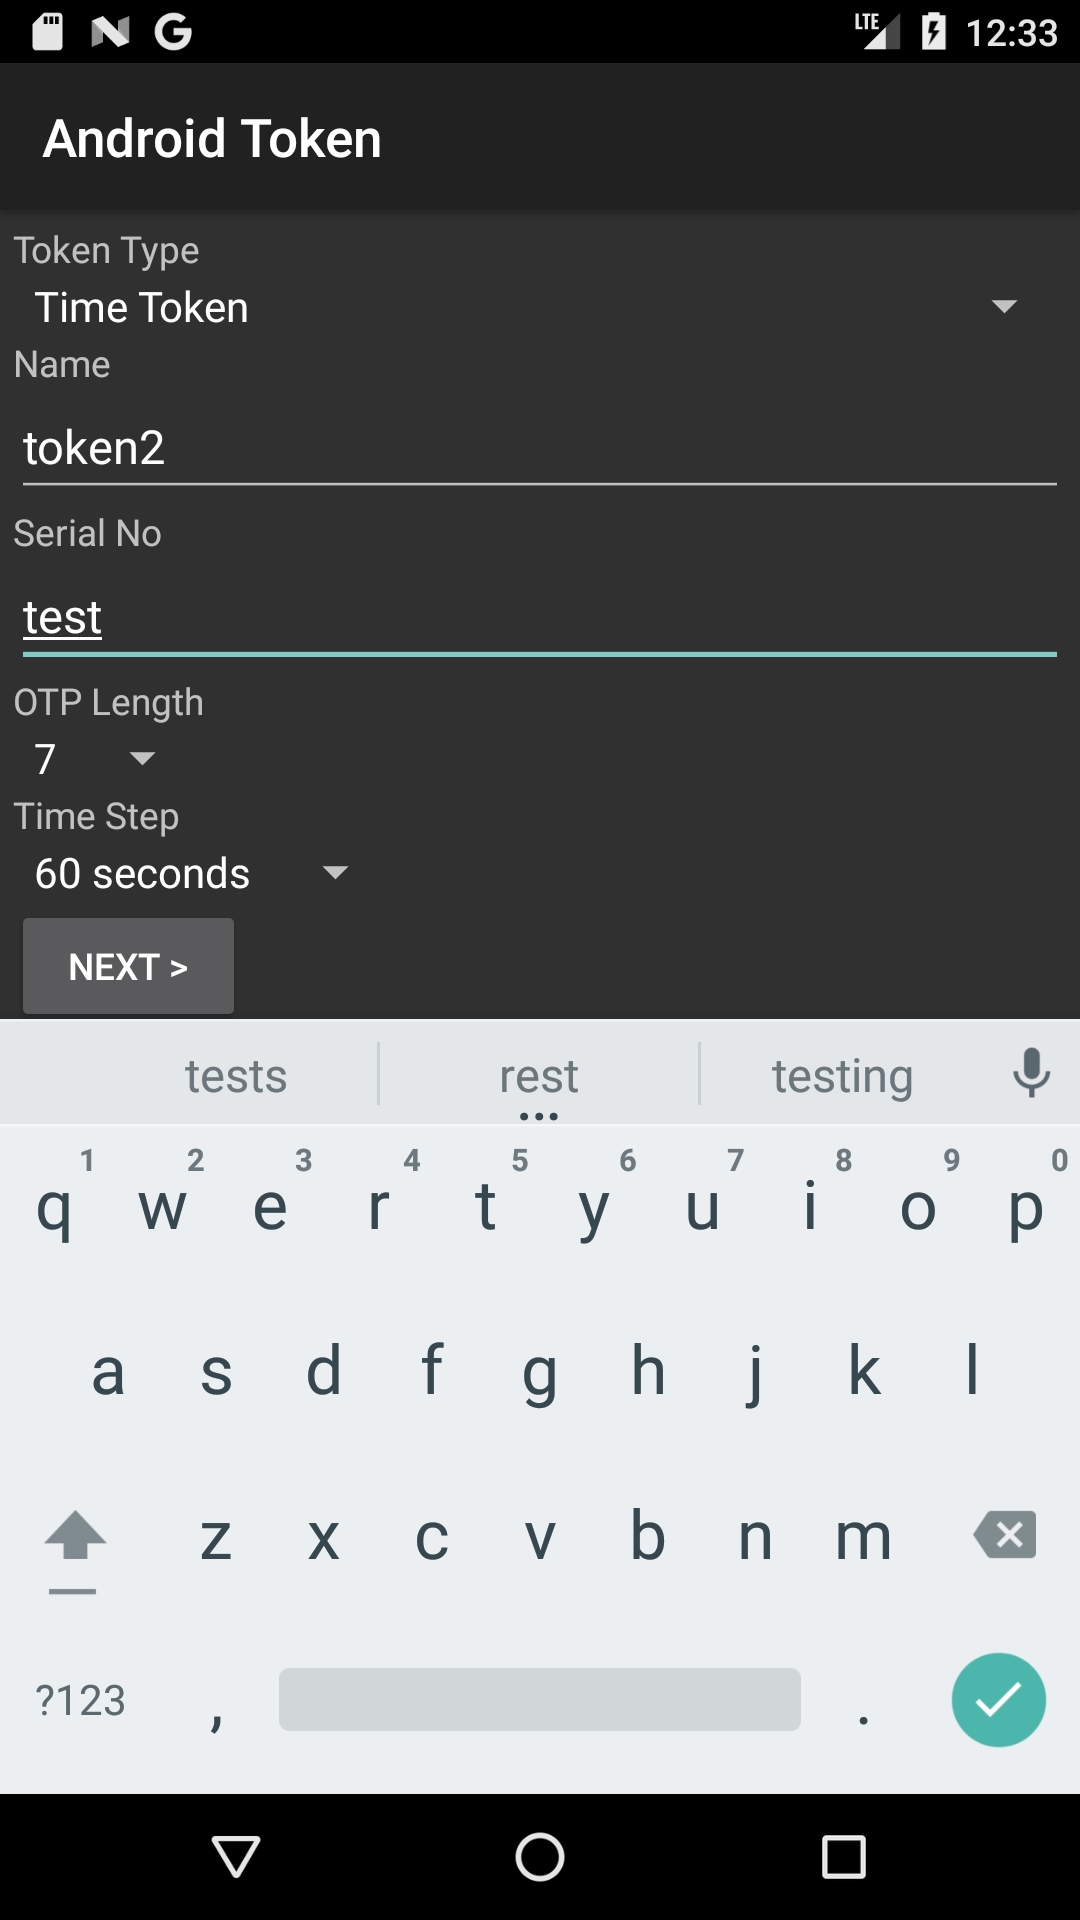 LTE 12:33
Android Token
Token Type
Time Token
Name
token2
Serial No
test
OTP Length
7
Time Step
60 seconds
NEXT >
tests rest testing
1 2 3 4 5 6 7 8 9 0
q w e r t y u i o p
a s d f g h j k l
z x c v b n m
?123 , .